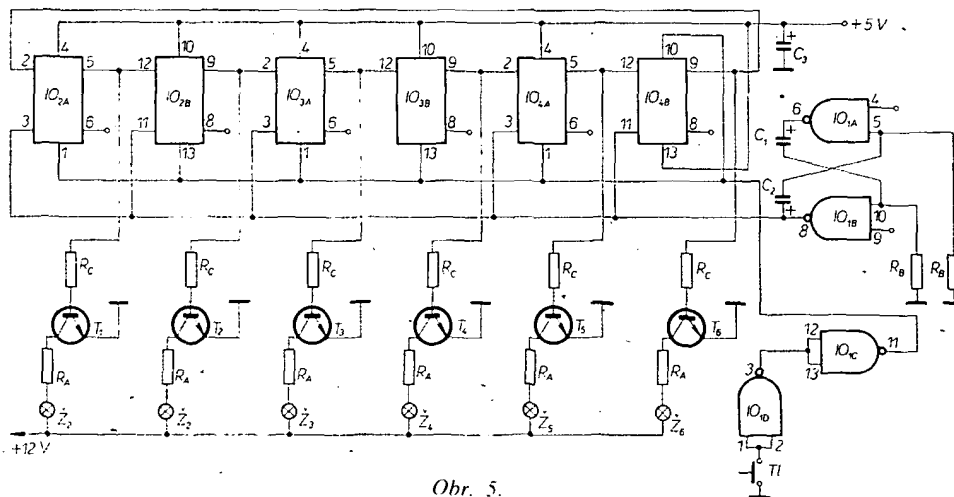 +5 V
C3
4 10 4 10 4 10
2 IO2A 5 12 IO2B 9 2 IO3A 5 12 IO3B 9 2 IO4A 5 12 IO4B 9
3 6 11 8 3 6 11 8 3 6 11 8
1 13 1 13 1 13
6 IO1A 4 5
C1
C2
8 IO1B 10 9
RB RB
RC RC RC RC RC RC
T1 T2 T3 T4 T5 T6
12 13 IO1C 11
RA RA RA RA RA RA
3 IO1D 1 2
Ž2 Ž2 Ž3 Ž4 Ž5 Ž6
+12 V
Tl
Obr. 5.